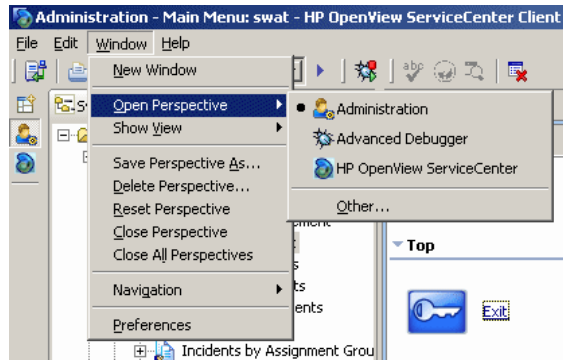 Administration - Main Menu: swat - HP OpenView ServiceCenter Client
File Edit Window Help
New Window
Open Perspective
Show View
Save Perspective As...
Delete Perspective...
Reset Perspective
Close Perspective
Close All Perspectives
Navigation
Preferences
Administration
Advanced Debugger
HP OpenView ServiceCenter
Other...
Top
Exit
Incidents by Assignment Grou